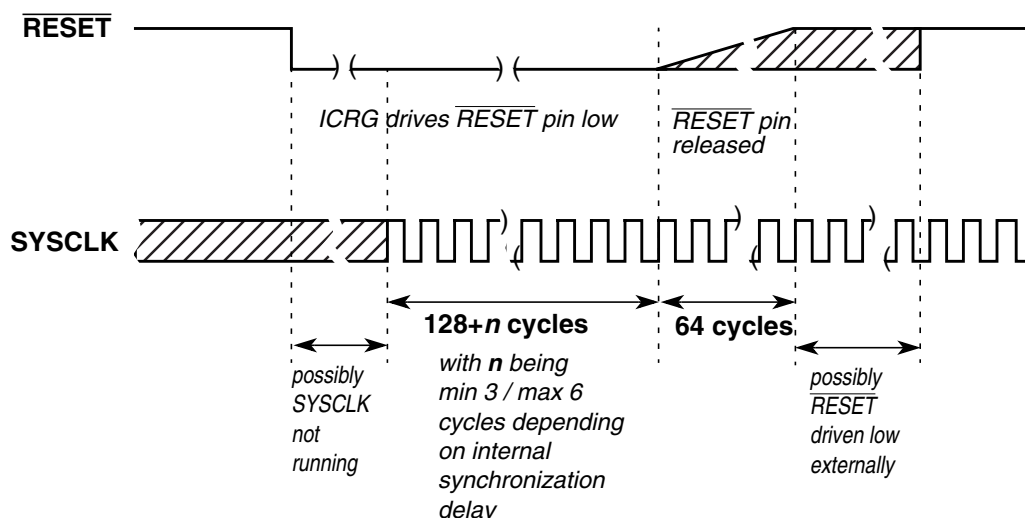 RESET
ICRG drives RESET pin low
RESET pin
released
SYSCLK
128+n cycles
64 cycles
possibly
SYSCLK
not
running
with n being
min 3 / max 6
cycles depending
on internal
synchronization
delay
possibly
RESET
driven low
externally